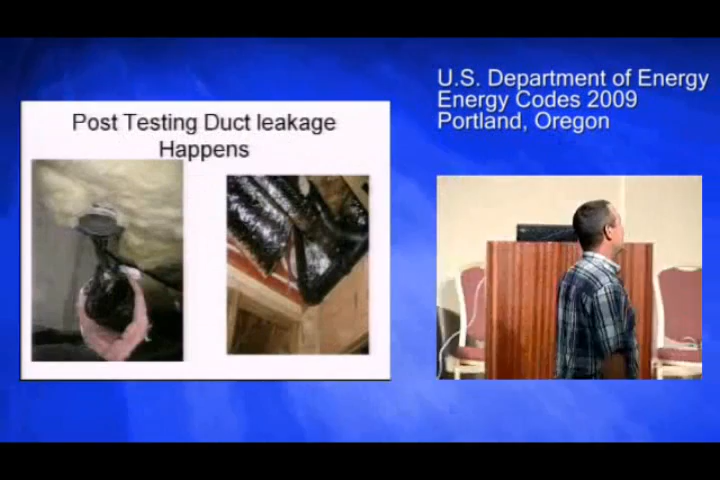 Post Testing Duct leakage
Happens
U.S. Department of Energy
Energy Codes 2009
Portland, Oregon